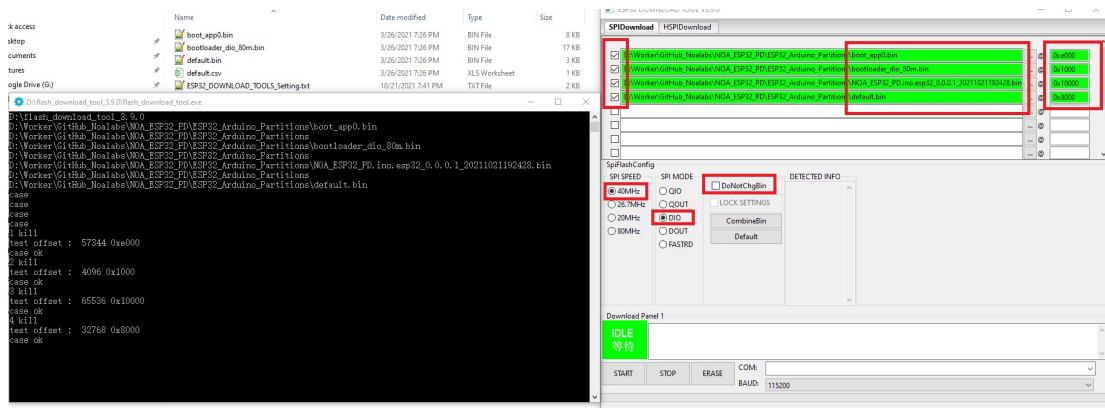 Name Date modified Type Size
ck access
boot_app0.bin 3/26/2021 7:26 PM BIN File 8 KB
sktop
bootloader_dio_80m.bin 3/26/2021 7:26 PM BIN File 17 KB
cuments
default.bin 3/26/2021 7:26 PM BIN File 3 KB
tures
default.csv 3/26/2021 7:26 PM XLS Worksheet 1 KB
ogle Drive (G:)
ESP32_DOWNLOAD_TOOLS_Setting.txt 10/21/2021 7:41 PM TXT File 2 KB
D:\flash_download_tool_3.9.0\flash_download_tool.exe
D:\flash_download_tool_3.9.0
D:\Worker\GitHub_Noalabs\NOA_ESP32_PD\ESP32_Arduino_Partitions\boot_app0.bin
D:\Worker\GitHub_Noalabs\NOA_ESP32_PD\ESP32_Arduino_Partitions
D:\Worker\GitHub_Noalabs\NOA_ESP32_PD\ESP32_Arduino_Partitions\bootloader_dio_80m.bin
D:\Worker\GitHub_Noalabs\NOA_ESP32_PD\ESP32_Arduino_Partitions
D:\Worker\GitHub_Noalabs\NOA_ESP32_PD\ESP32_Arduino_Partitions\NOA_ESP32_PD.ino.esp32_0.0.0.1_20211021192428.bin
D:\Worker\GitHub_Noalabs\NOA_ESP32_PD\ESP32_Arduino_Partitions
D:\Worker\GitHub_Noalabs\NOA_ESP32_PD\ESP32_Arduino_Partitions\default.bin
case
case
case
case
1 kill
test offset : 57344 0xe000
case ok
2 kill
test offset : 4096 0x1000
case ok
3 kill
test offset : 65536 0x10000
case ok
4 kill
test offset : 32768 0x8000
case ok
ESP32 DOWNLOAD TOOL V3.9.0
SPIDownload HSPIDownload
\Worker\GitHub_Noalabs\NOA_ESP32_PD\ESP32_Arduino_Partition \boot_app0.bin ... @ 0xe000
\Worker\GitHub_Noalabs\NOA_ESP32_PD\ESP32_Arduino_Partition \bootloader_dio_80m.bin ... @ 0x1000
\Worker\GitHub_Noalabs\NOA_ESP32_PD\ESP32_Arduino_Partition \NOA_ESP32_PD.ino.esp32_0.0.0.1_20211021192428.bin ... @ 0x10000
\Worker\GitHub_Noalabs\NOA_ESP32_PD\ESP32_Arduino_Partition \default.bin ... @ 0x8000
... @
... @
... @
SpiFlashConfig
SPI SPEED SPI MODE DETECTED INFO
40MHz QIO DoNotChgBin
26.7MHz QOUT LOCK SETTINGS
20MHz DIO CombineBin
80MHz DOUT Default
FASTRD
Download Panel 1
IDLE
等待
START STOP ERASE COM:
BAUD: 115200